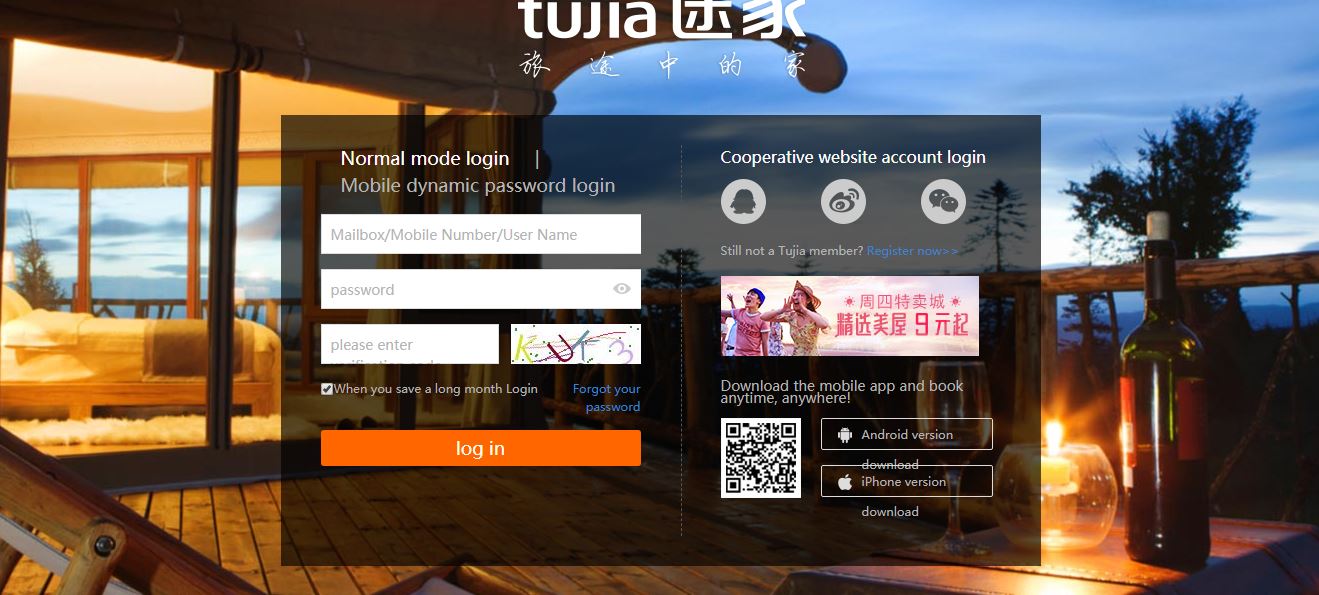 tujia 途家
旅途中的家
Normal mode login |
Mobile dynamic password login
Mailbox/Mobile Number/User Name
password
please enter
When you save a long month Login
Forgot your
password
log in
Cooperative website account login
Still not a Tujia member? Register now>>
周四特卖城
精选美屋 9 元起
Download the mobile app and book
anytime, anywhere!
Android version
download
iPhone version
download